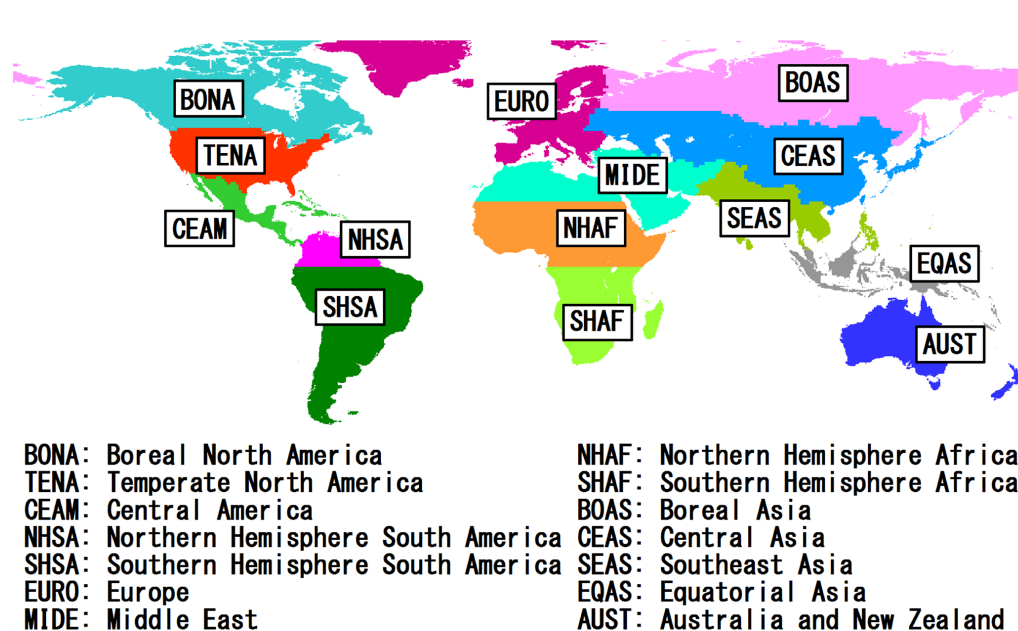 BONA
BOAS
EURO
TENA
CEAS
MIDE
SEAS
CEAM
NHSA
NHAF
EQAS
SHSA
SHAF
AUST
BONA: Boreal North America
TENA: Temperate North America
CEAM: Central America
NHSA: Northern Hemisphere South America
SHSA: Southern Hemisphere South America
EURO: Europe
MIDE: Middle East
NHAF: Northern Hemisphere Africa
SHAF: Southern Hemisphere Africa
BOAS: Boreal Asia
CEAS: Central Asia
SEAS: Southeast Asia
EQAS: Equatorial Asia
AUST: Australia and New Zealand